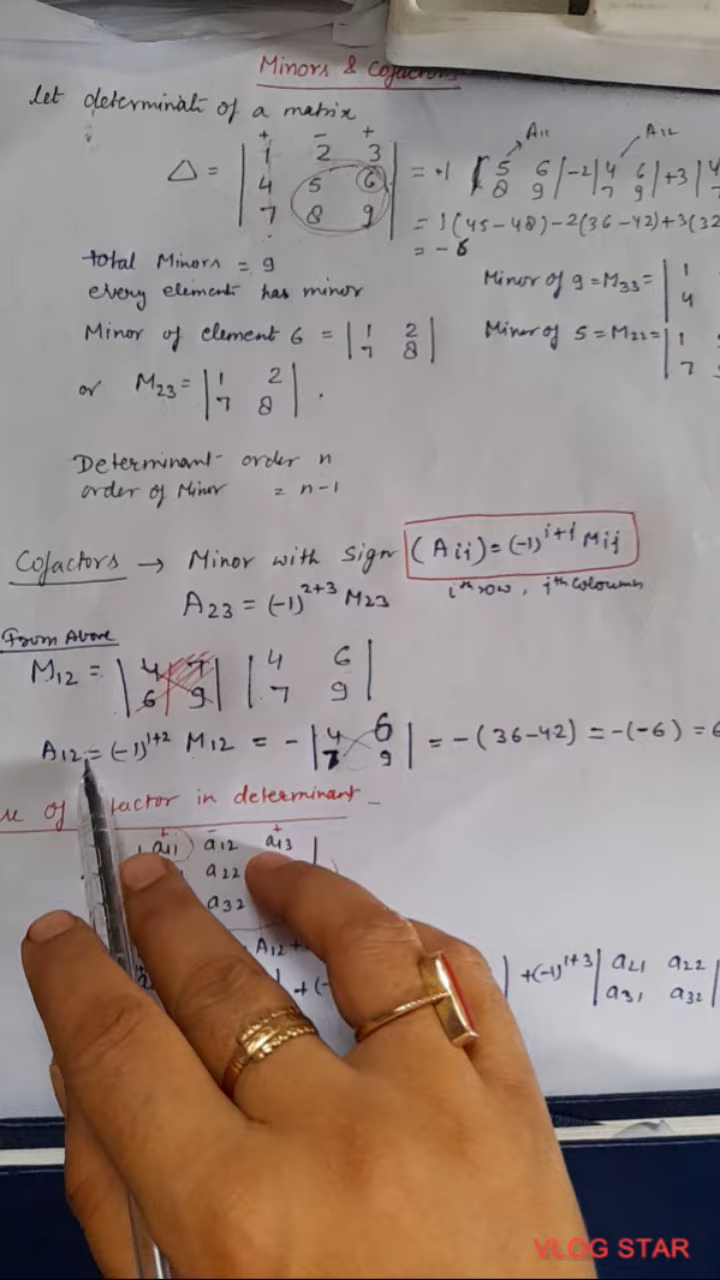 Minors & Cofactors
let determinati of a matrix
+ − +
Δ = | 1 2 3 |
| 4 5 6 |
| 7 8 9 |
A11 A12
= +1 | 5 6 | -2 | 4 6 | +3 | 4
8 9 7 9
= 1(45-48)-2(36-42)+3(32
= -6
total Minors = 9
every element has minor
Minor of element 6 = | 1 2 |
| 7 8 |
or M23 = | 1 2 |
| 7 8 | .
Minor of 9 = M33 = | 1
4
Minor of 5 = M22 = | 1
7
Determinant order n
order of Minor = n-1
Cofactors → Minor with sign (Aij) = (-1)^i+j Mij
ith row, jth coloumn
A23 = (-1)^2+3 M23
From Above
M12 = | 4 7 | | 4 6 |
| 6 9 | | 7 9 |
A12 = (-1)^1+2 M12 = - | 4 6 | = -(36-42) = -(-6) = 6
| 7 9 |
of factor in determinant
+ − +
a11 a12 a13 |
a22
a32
A12 +
+(- | +(-1)^1+3 | a21 a22 |
| a31 a32 |
VLOG STAR